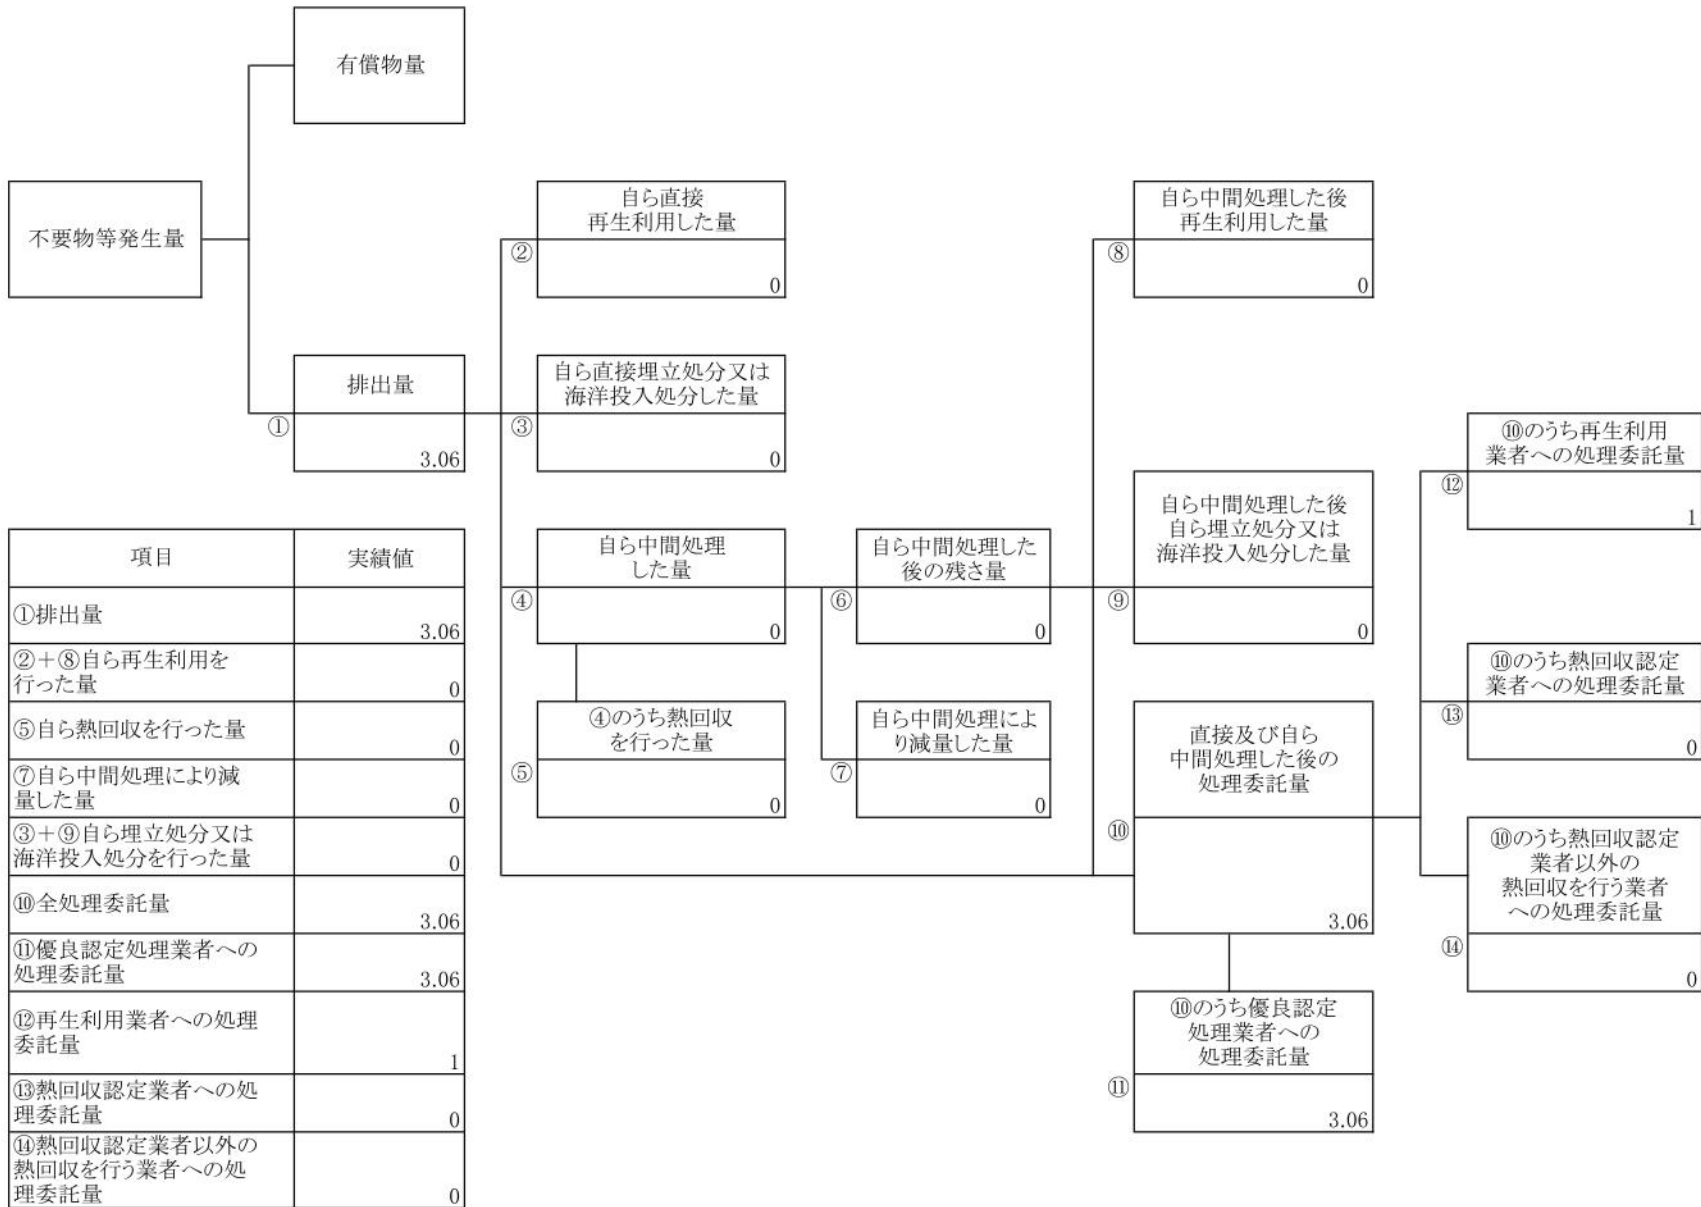 有償物量
不要物等発生量
排出量
①
3.06
自ら直接
再生利用した量
②
0
自ら直接埋立処分又は
海洋投入処分した量
③
0
自ら中間処理
した量
④
0
④のうち熱回収
を行った量
⑤
0
自ら中間処理した
後の残さ量
⑥
0
自ら中間処理によ
り減量した量
⑦
0
自ら中間処理した後
再生利用した量
⑧
0
自ら中間処理した後
自ら埋立処分又は
海洋投入処分した量
⑨
0
直接及び自ら
中間処理した後の
処理委託量
⑩
3.06
⑩のうち優良認定
処理業者への
処理委託量
⑪
3.06
⑩のうち再生利用
業者への処理委託量
⑫
1
⑩のうち熱回収認定
業者への処理委託量
⑬
0
⑩のうち熱回収認定
業者以外の
熱回収を行う業者
への処理委託量
⑭
0
項目 実績値
①排出量
3.06
②+⑧自ら再生利用を
行った量
0
⑤自ら熱回収を行った量
0
⑦自ら中間処理により減
量した量
0
③+⑨自ら埋立処分又は
海洋投入処分を行った量
0
⑩全処理委託量
3.06
⑪優良認定処理業者への
処理委託量
3.06
⑫再生利用業者への処理
委託量
1
⑬熱回収認定業者への処
理委託量
0
⑭熱回収認定業者以外の
熱回収を行う業者への処
理委託量
0